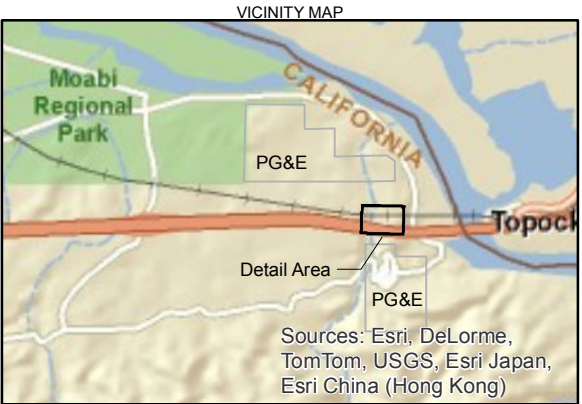 VICINITY MAP
Moabi
Regional
Park
CALIFORNIA
PG&E
Topock
Detail Area
PG&E
Sources: Esri, DeLorme,
TomTom, USGS, Esri Japan,
Esri China (Hong Kong)